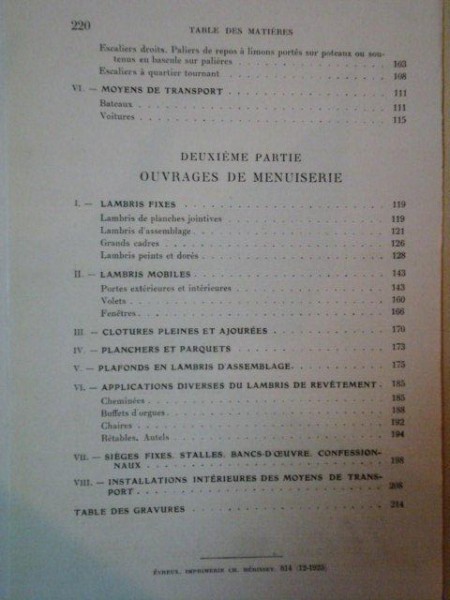 220 TABLE DES MATIÈRES
Escaliers droits. Paliers de repos à limons portés sur poteaux ou sou-
tenus en bascule sur palières . . . . . . . . . . . . . 103
Escaliers à quartier tournant . . . . . . . . . . . . . 108
VI. — MOYENS DE TRANSPORT . . . . . . . . . . . . . 111
Bateaux . . . . . . . . . . . . . 111
Voitures . . . . . . . . . . . . . 115
DEUXIÈME PARTIE
OUVRAGES DE MENUISERIE
I. — LAMBRIS FIXES . . . . . . . . . . . . . 119
Lambris de planches jointives . . . . . . . . . . . . . 119
Lambris d'assemblage . . . . . . . . . . . . . 121
Grands cadres . . . . . . . . . . . . . 126
Lambris peints et dorés . . . . . . . . . . . . . 128
II. — LAMBRIS MOBILES . . . . . . . . . . . . . 143
Portes extérieures et intérieures . . . . . . . . . . . . . 143
Volets . . . . . . . . . . . . . 160
Fenêtres . . . . . . . . . . . . . 166
III. — CLOTURES PLEINES ET AJOURÉES . . . . . . . . . . . . . 170
IV. — PLANCHERS ET PARQUETS . . . . . . . . . . . . . 173
V. — PLAFONDS EN LAMBRIS D'ASSEMBLAGE . . . . . . . . . . . . . 175
VI. — APPLICATIONS DIVERSES DU LAMBRIS DE REVÊTEMENT . 185
Cheminées . . . . . . . . . . . . . 185
Buffets d'orgues . . . . . . . . . . . . . 188
Chaires . . . . . . . . . . . . . 192
Rétables, Autels . . . . . . . . . . . . . 194
VII. — SIÈGES FIXES, STALLES, BANCS-D'ŒUVRE, CONFESSION-
NAUX . . . . . . . . . . . . . 198
VIII. — INSTALLATIONS INTÉRIEURES DES MOYENS DE TRANS-
PORT . . . . . . . . . . . . . 208
TABLE DES GRAVURES . . . . . . . . . . . . . 214
ÉVREUX, IMPRIMERIE CH. HÉRISSEY.